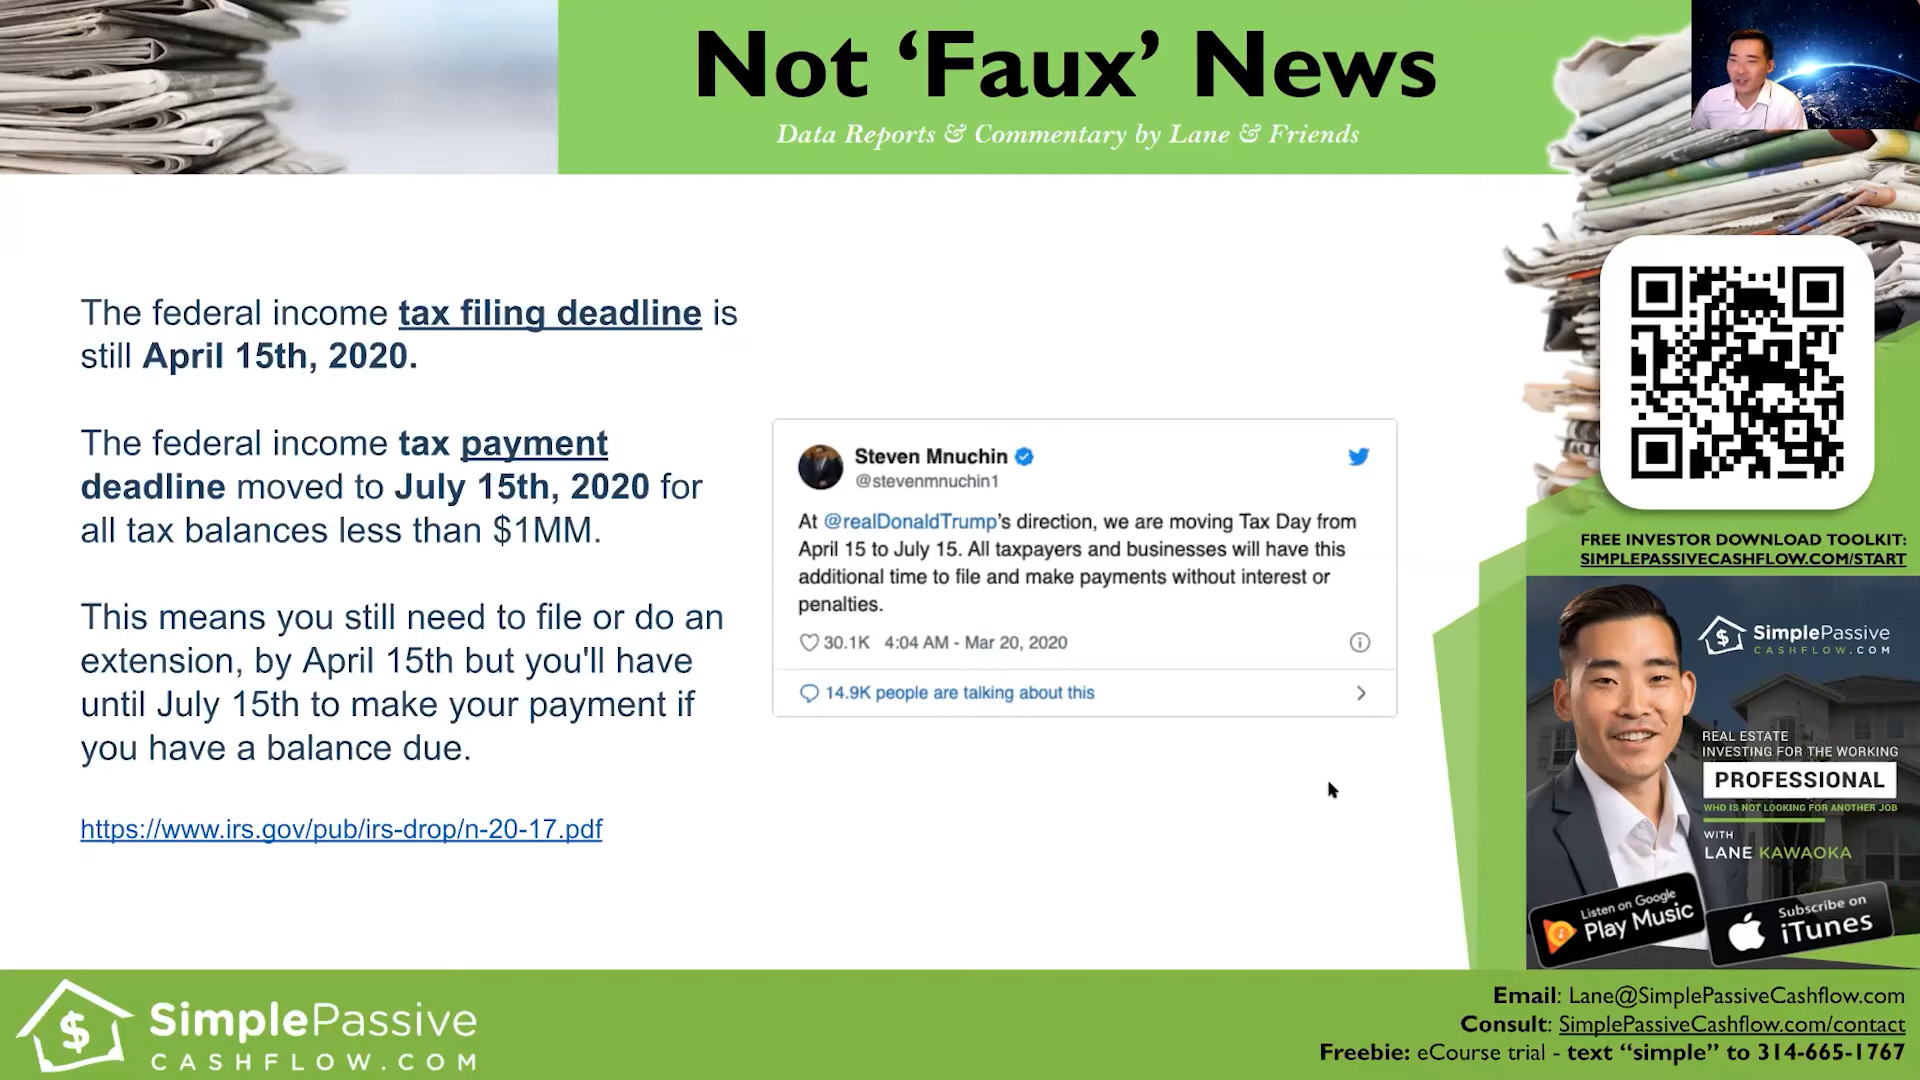 Not ‘Faux’ News
Data Reports & Commentary by Lane & Friends
The federal income tax filing deadline is
still April 15th, 2020.
The federal income tax payment
deadline moved to July 15th, 2020 for
all tax balances less than $1MM.
This means you still need to file or do an
extension, by April 15th but you'll have
until July 15th to make your payment if
you have a balance due.
https://www.irs.gov/pub/irs-drop/n-20-17.pdf
Steven Mnuchin
@stevenmnuchin1
At @realDonaldTrump’s direction, we are moving Tax Day from
April 15 to July 15. All taxpayers and businesses will have this
additional time to file and make payments without interest or
penalties.
30.1K 4:04 AM - Mar 20, 2020
14.9K people are talking about this
FREE INVESTOR DOWNLOAD TOOLKIT:
SIMPLEPASSIVECASHFLOW.COM/START
SimplePassive
CASHFLOW.COM
REAL ESTATE
INVESTING FOR THE WORKING
PROFESSIONAL
WHO IS NOT LOOKING FOR ANOTHER JOB
WITH
LANE KAWAOKA
Listen on Google
Play Music
Subscribe on
iTunes
SimplePassive
CASHFLOW.COM
Email: Lane@SimplePassiveCashflow.com
Consult: SimplePassiveCashflow.com/contact
Freebie: eCourse trial - text “simple” to 314-665-1767